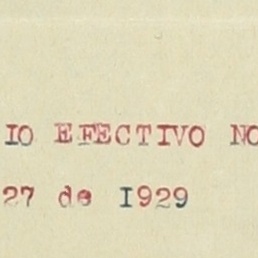 IO EFECTIVO NO
27 de 1929